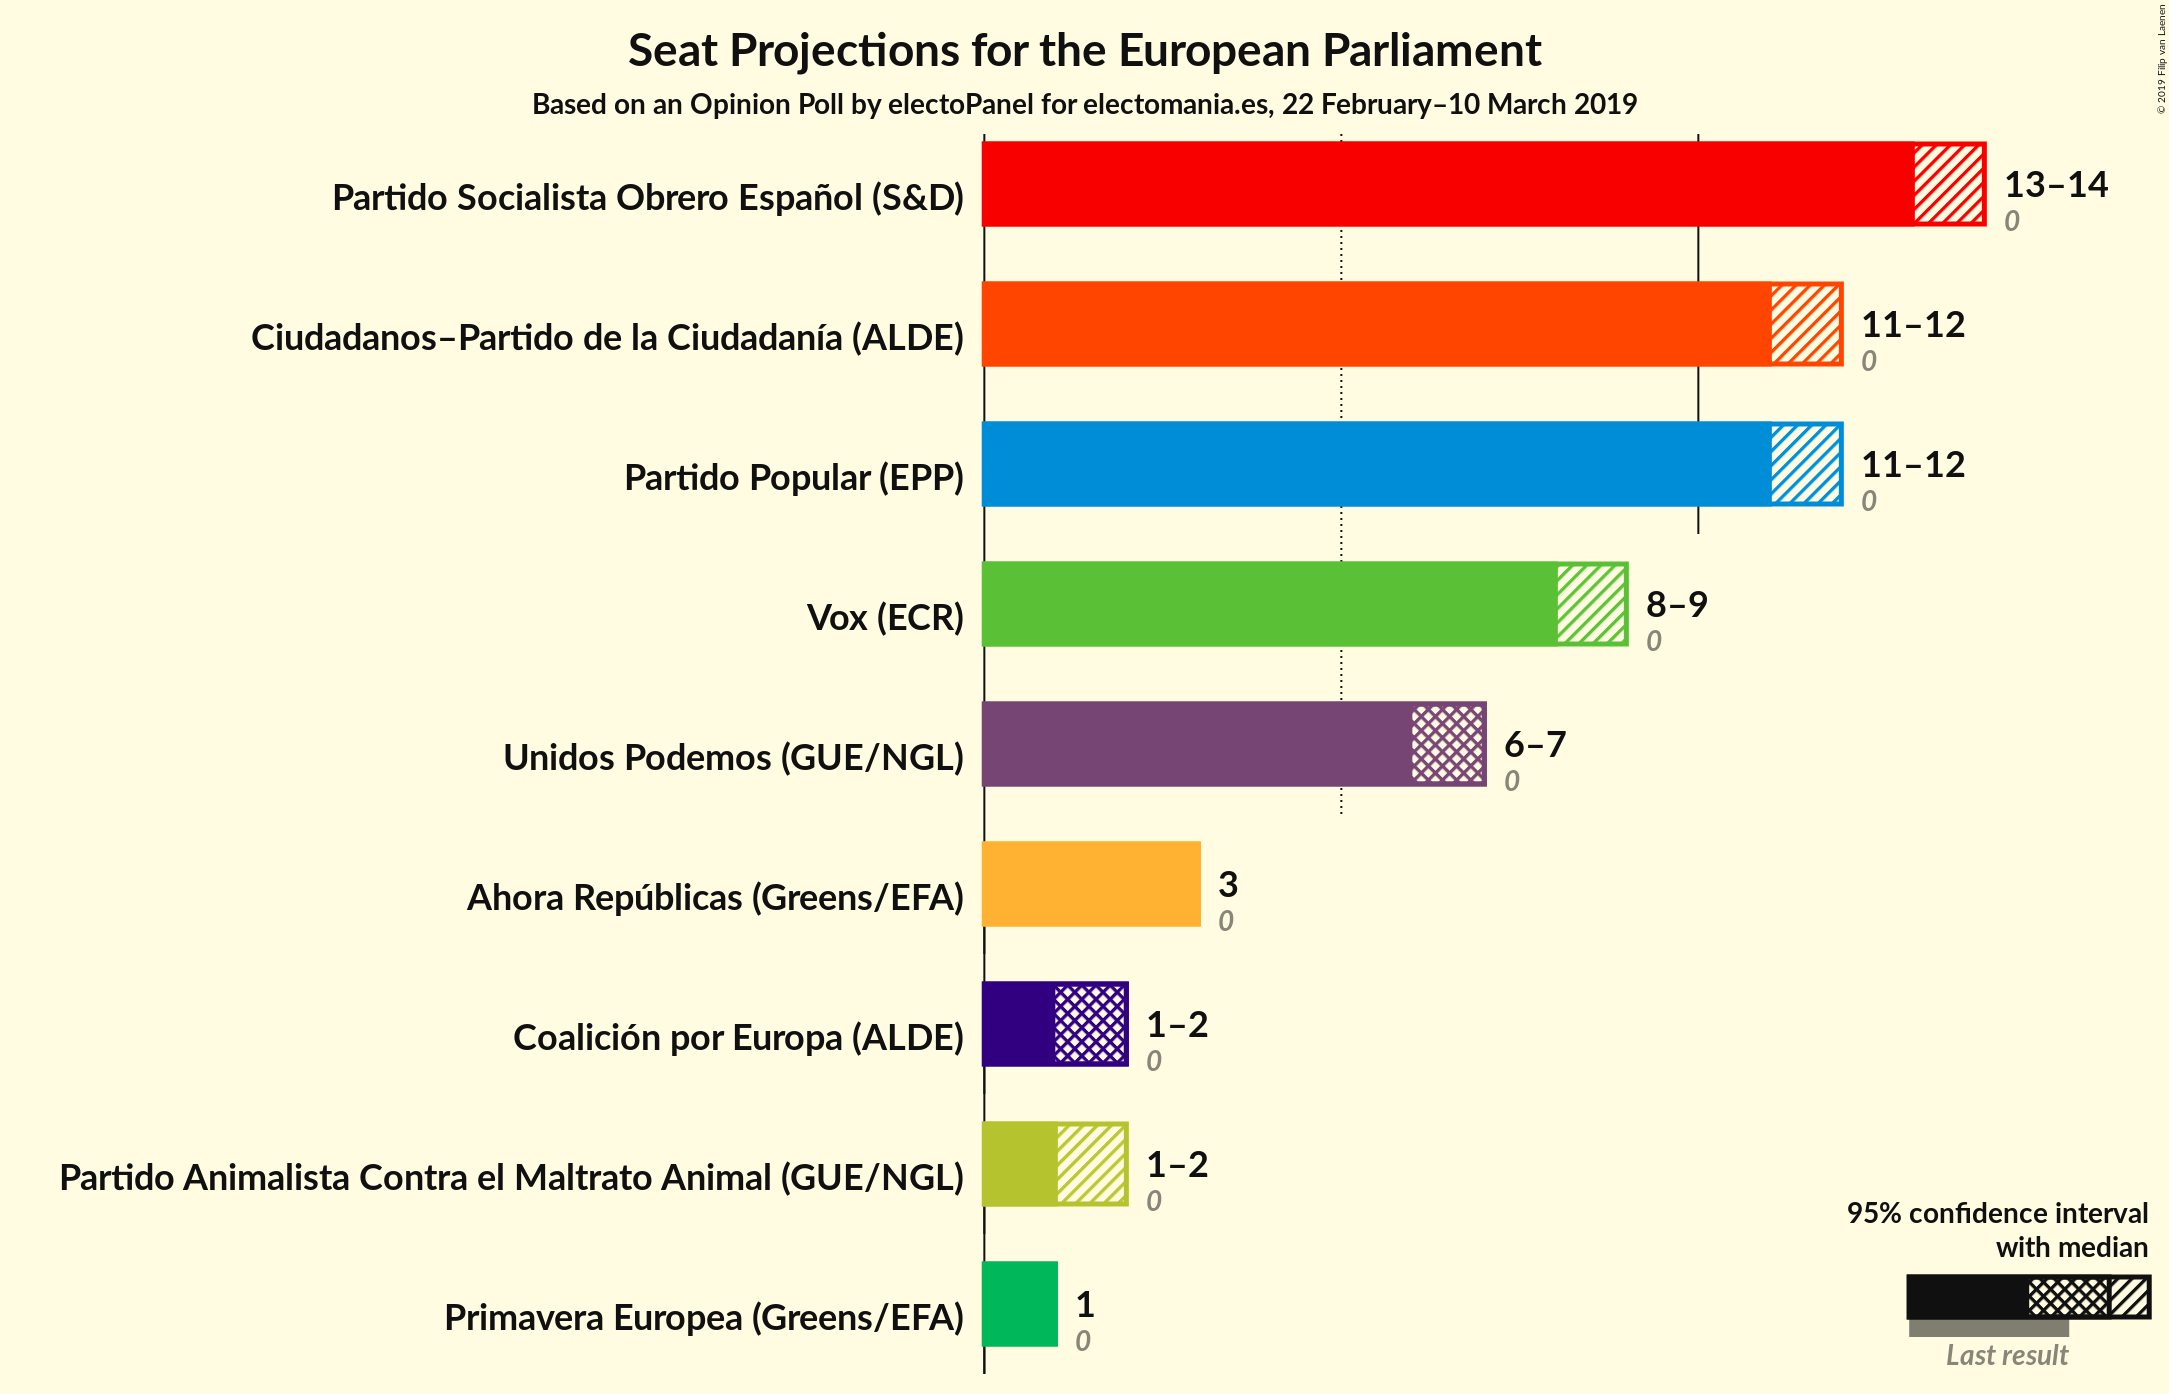 Seat Projections for the European Parliament
Based on an Opinion Poll by electoPanel for electomania.es, 22 February–10 March 2019
© 2019 Filip van Laenen
Partido Socialista Obrero Español (S&D)
13–14
0
Ciudadanos–Partido de la Ciudadanía (ALDE)
11–12
0
Partido Popular (EPP)
11–12
0
Vox (ECR)
8–9
0
Unidos Podemos (GUE/NGL)
6–7
0
Ahora Repúblicas (Greens/EFA)
3
0
Coalición por Europa (ALDE)
1–2
0
Partido Animalista Contra el Maltrato Animal (GUE/NGL)
1–2
0
Primavera Europea (Greens/EFA)
1
0
95% confidence interval
with median
Last result